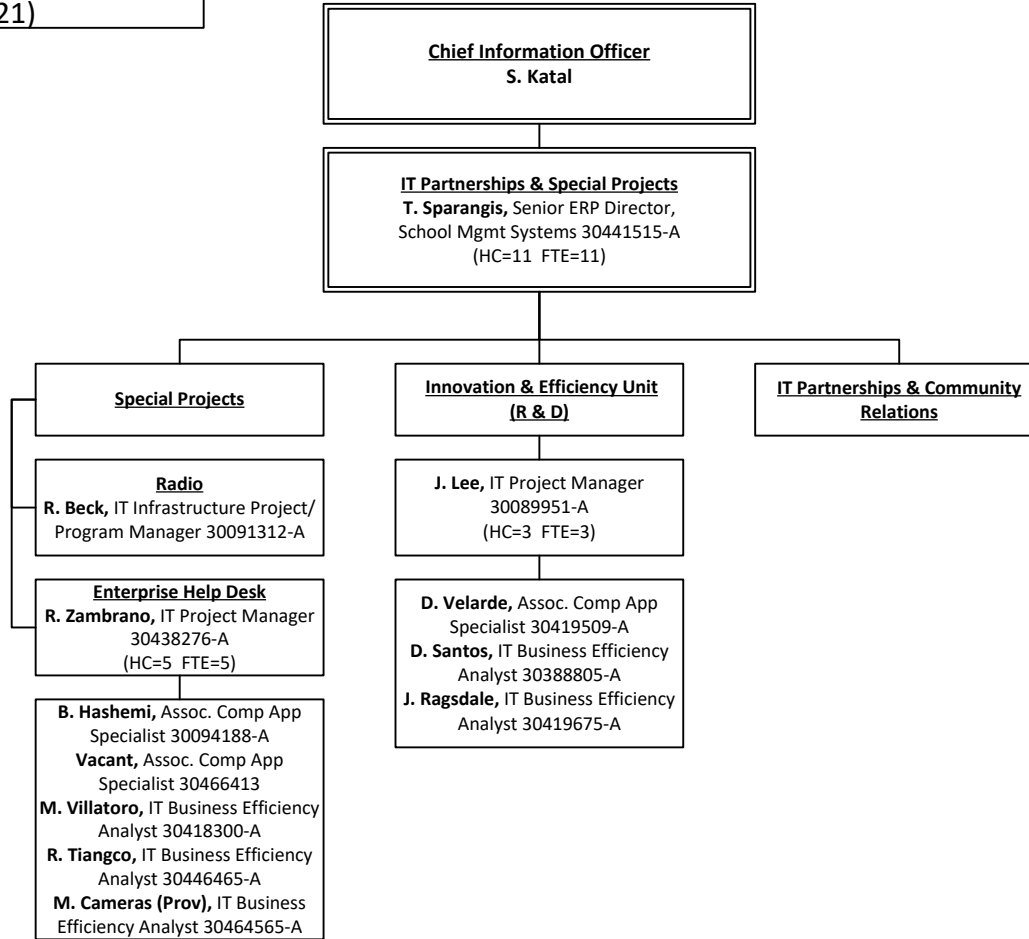 21)
Chief Information Officer
S. Katal
IT Partnerships & Special Projects
T. Sparangis, Senior ERP Director,
School Mgmt Systems 30441515-A
(HC=11 FTE=11)
Special Projects
Innovation & Efficiency Unit
(R & D)
IT Partnerships & Community
Relations
Radio
R. Beck, IT Infrastructure Project/
Program Manager 30091312-A
J. Lee, IT Project Manager
30089951-A
(HC=3 FTE=3)
Enterprise Help Desk
R. Zambrano, IT Project Manager
30438276-A
(HC=5 FTE=5)
D. Velarde, Assoc. Comp App
Specialist 30419509-A
D. Santos, IT Business Efficiency
Analyst 30388805-A
J. Ragsdale, IT Business Efficiency
Analyst 30419675-A
B. Hashemi, Assoc. Comp App
Specialist 30094188-A
Vacant, Assoc. Comp App
Specialist 30466413
M. Villatoro, IT Business Efficiency
Analyst 30418300-A
R. Tiangco, IT Business Efficiency
Analyst 30446465-A
M. Cameras (Prov), IT Business
Efficiency Analyst 30464565-A